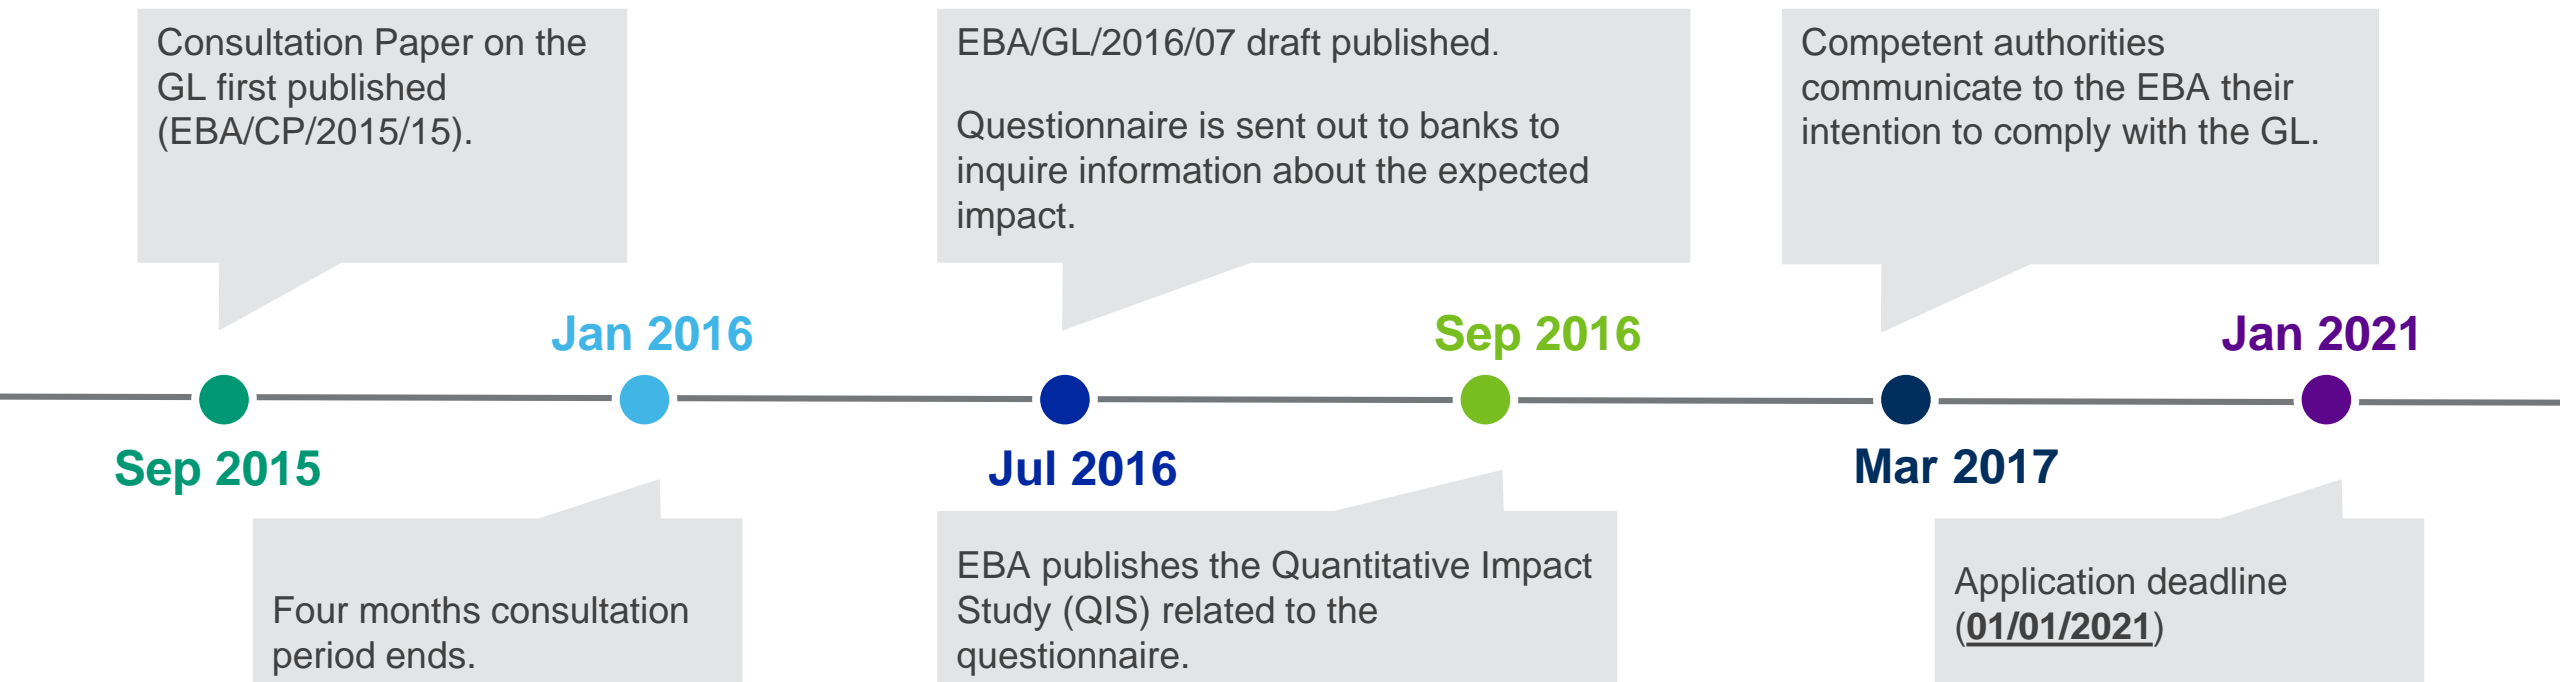 Consultation Paper on the
GL first published
(EBA/CP/2015/15).
EBA/GL/2016/07 draft published.
Questionnaire is sent out to banks to
inquire information about the expected
impact.
Competent authorities
communicate to the EBA their
intention to comply with the GL.
Jan 2016
Sep 2016
Jan 2021
Sep 2015
Jul 2016
Mar 2017
Four months consultation
period ends.
EBA publishes the Quantitative Impact
Study (QIS) related to the
questionnaire.
Application deadline
(01/01/2021)